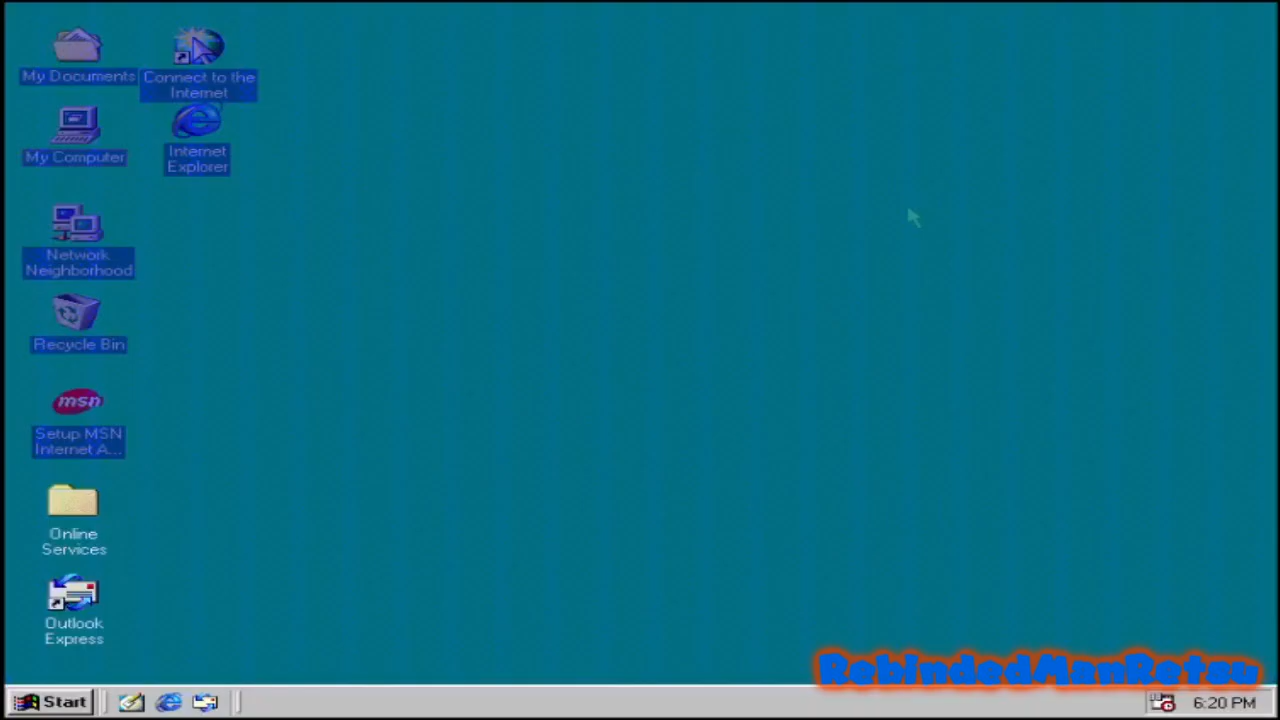 My Documents
Connect to the
Internet
My Computer
Internet
Explorer
Network
Neighborhood
Recycle Bin
msn
Setup MSN
Internet A...
Online
Services
Outlook
Express
RebindedManRetsu
Start
6:20 PM